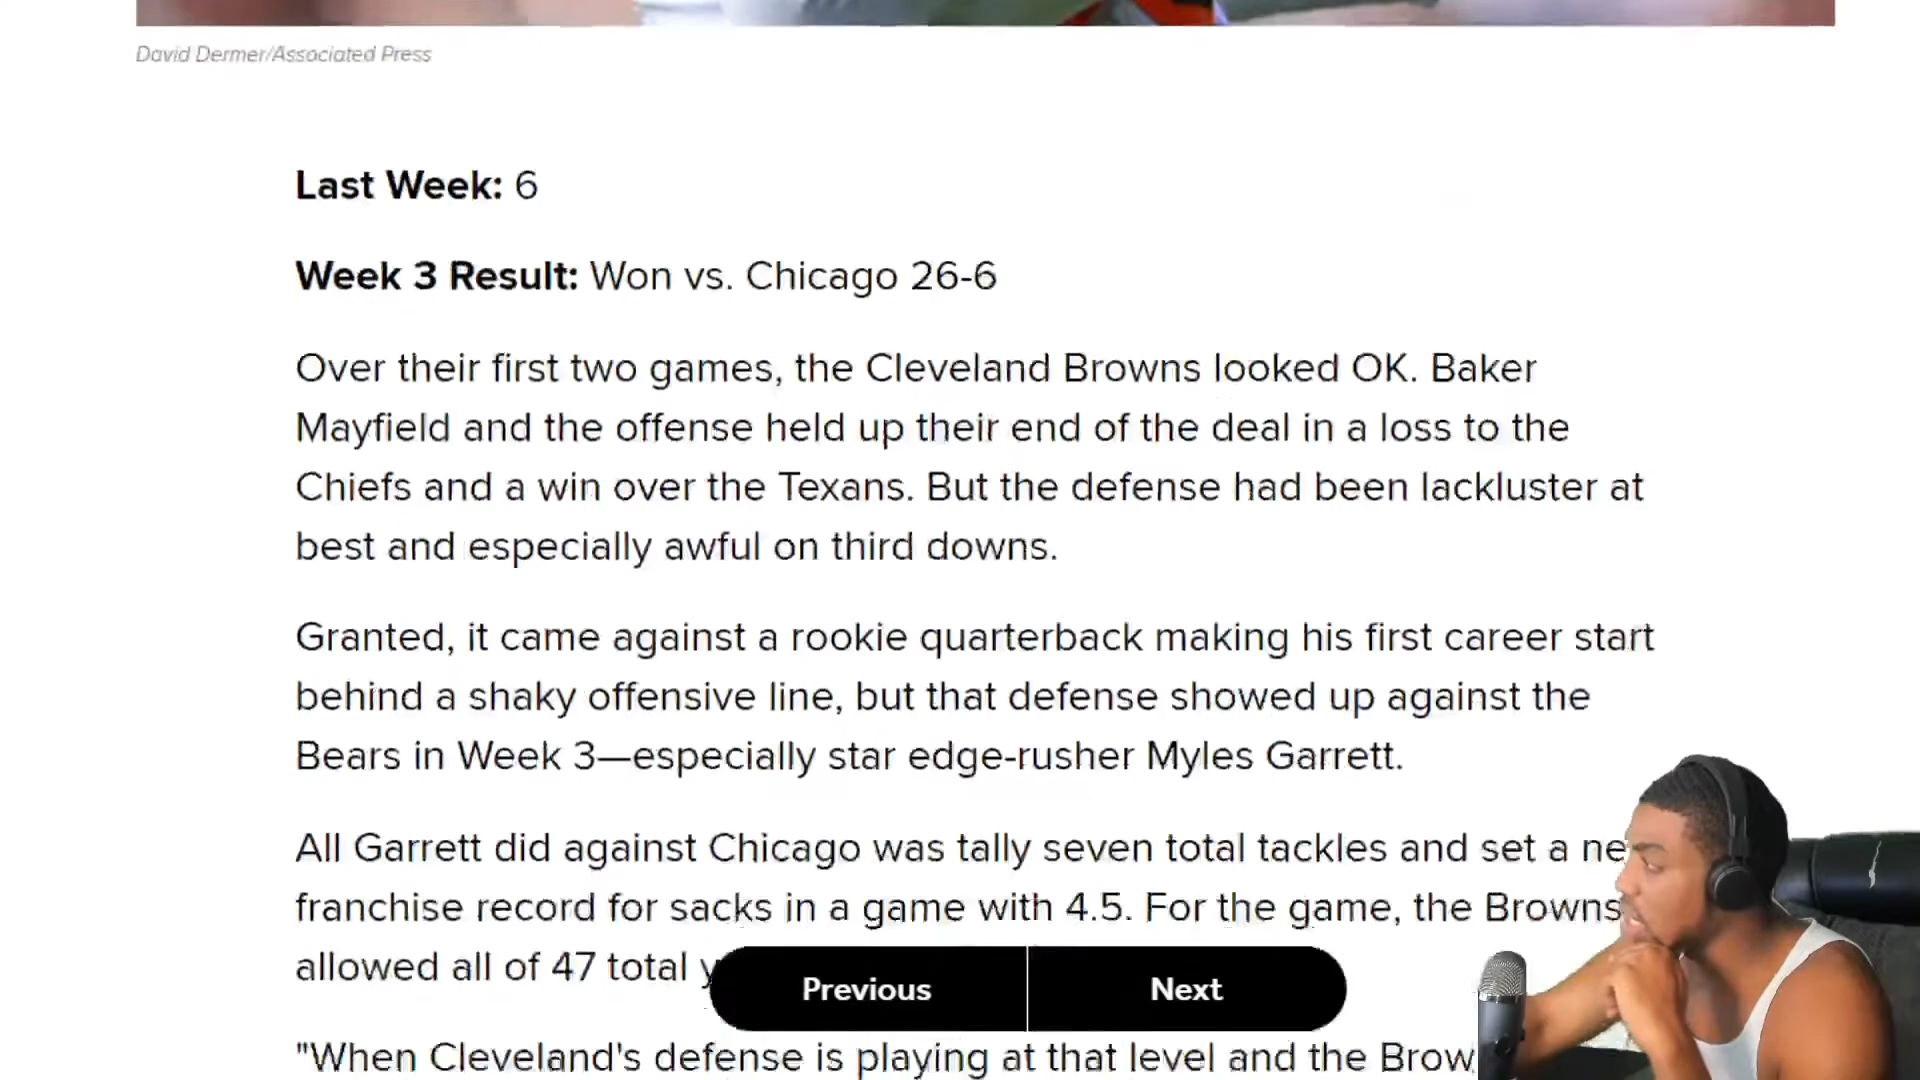 David Dermer/Associated Press
Last Week: 6
Week 3 Result: Won vs. Chicago 26-6
Over their first two games, the Cleveland Browns looked OK. Baker
Mayfield and the offense held up their end of the deal in a loss to the
Chiefs and a win over the Texans. But the defense had been lackluster at
best and especially awful on third downs.
Granted, it came against a rookie quarterback making his first career start
behind a shaky offensive line, but that defense showed up against the
Bears in Week 3—especially star edge-rusher Myles Garrett.
All Garrett did against Chicago was tally seven total tackles and set a
franchise record for sacks in a game with 4.5. For the game, the Browns
allowed all of 47 total
Previous Next
"When Cleveland's defense is playing at that level and the